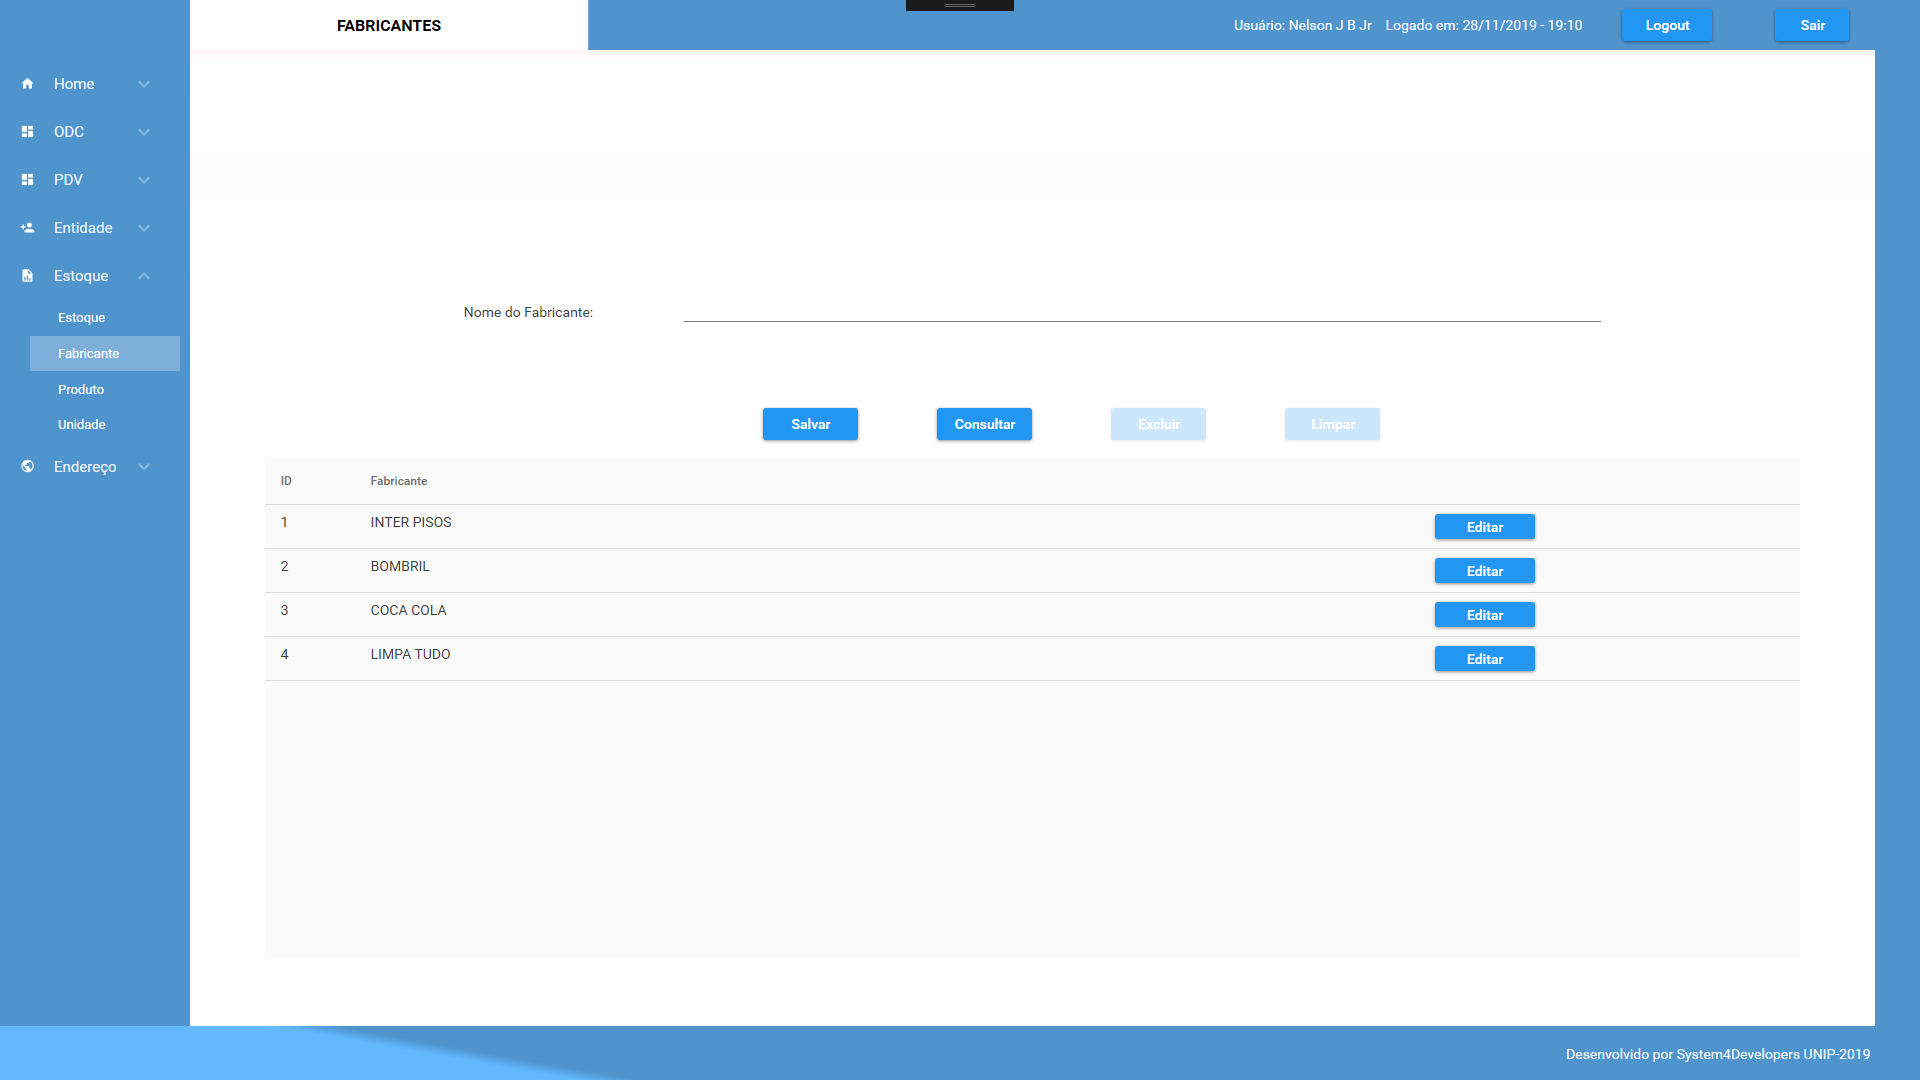 FABRICANTES
Usuário: Nelson J B Jr Logado em: 28/11/2019 - 19:10
Logout
Sair
Home
ODC
PDV
Entidade
Estoque
Estoque
Fabricante
Produto
Unidade
Endereço
Nome do Fabricante:
Salvar
Consultar
Excluir
Limpar
ID Fabricante
1 INTER PISOS Editar
2 BOMBRIL Editar
3 COCA COLA Editar
4 LIMPA TUDO Editar
Desenvolvido por System4Developers UNIP-2019